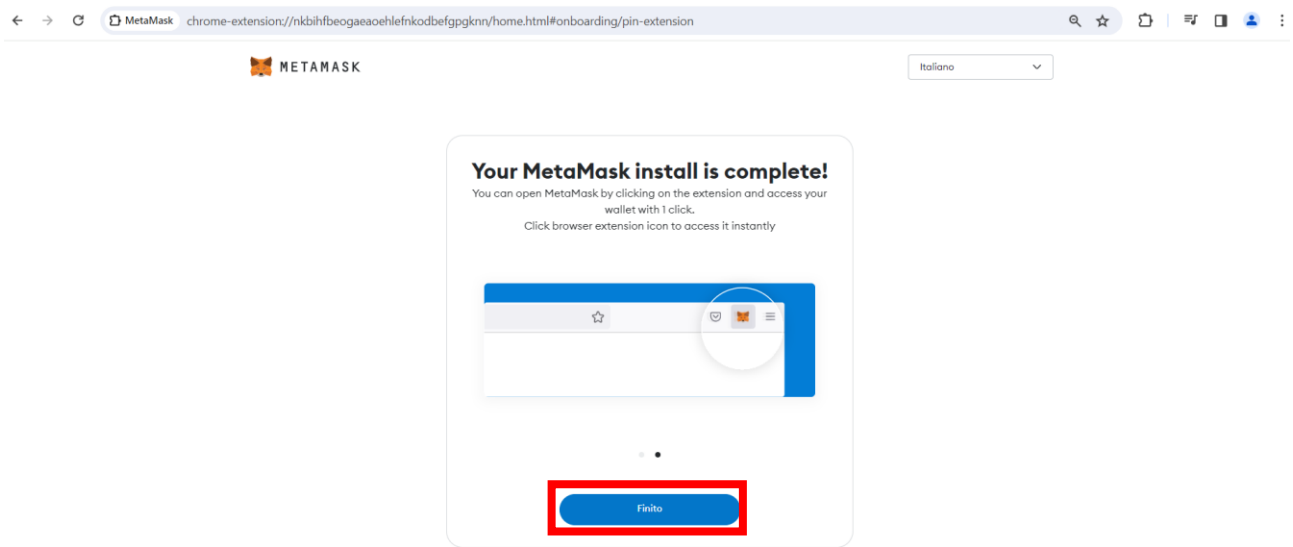 MetaMask
chrome-extension://nkbihfbeogaeaoehlefnkodbefgpgknn/home.html#onboarding/pin-extension
METAMASK
Italiano
Your MetaMask install is complete!
You can open MetaMask by clicking on the extension and access your
wallet with 1 click.
Click browser extension icon to access it instantly
Finito